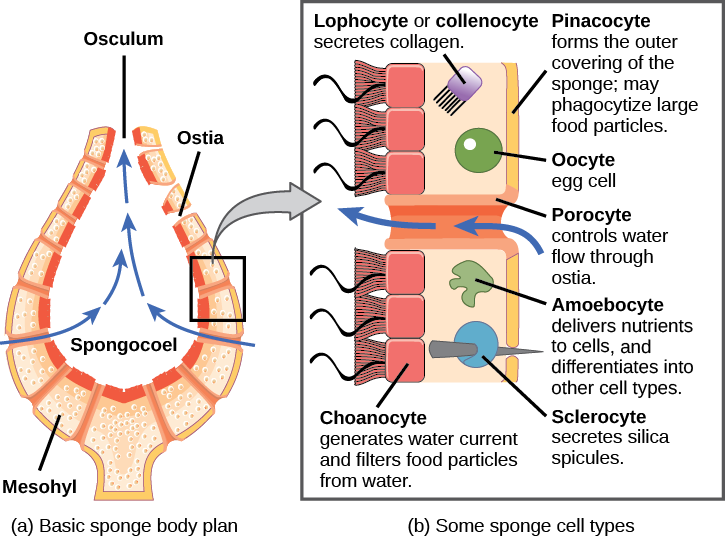 Osculum
Ostia
Spongocoel
Mesohyl
(a) Basic sponge body plan
Lophocyte or collenocyte
secretes collagen.
Pinacocyte
forms the outer
covering of the
sponge; may
phagocytize large
food particles.
Oocyte
egg cell
Porocyte
controls water
flow through
ostia.
Amoebocyte
delivers nutrients
to cells, and
differentiates into
other cell types.
Choanocyte
generates water current
and filters food particles
from water.
Sclerocyte
secretes silica
spicules.
(b) Some sponge cell types